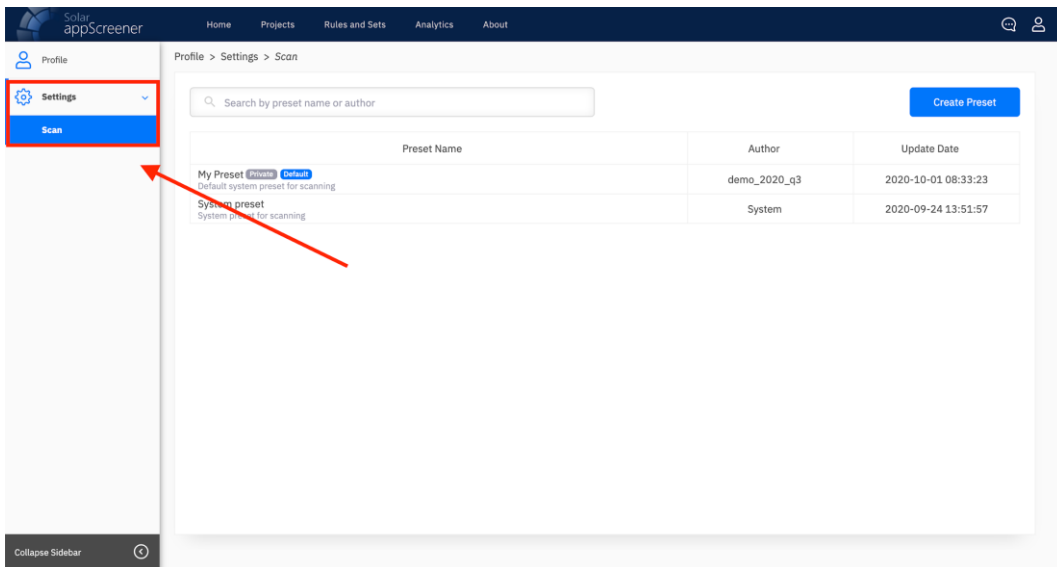 Solar
appScreener
Home Projects Rules and Sets Analytics About
Profile
Settings
Scan
Profile > Settings > Scan
Search by preset name or author
Create Preset
Preset Name Author Update Date
My Preset Private Default
Default system preset for scanning
demo_2020_q3 2020-10-01 08:33:23
System preset
System preset for scanning
System 2020-09-24 13:51:57
Collapse Sidebar